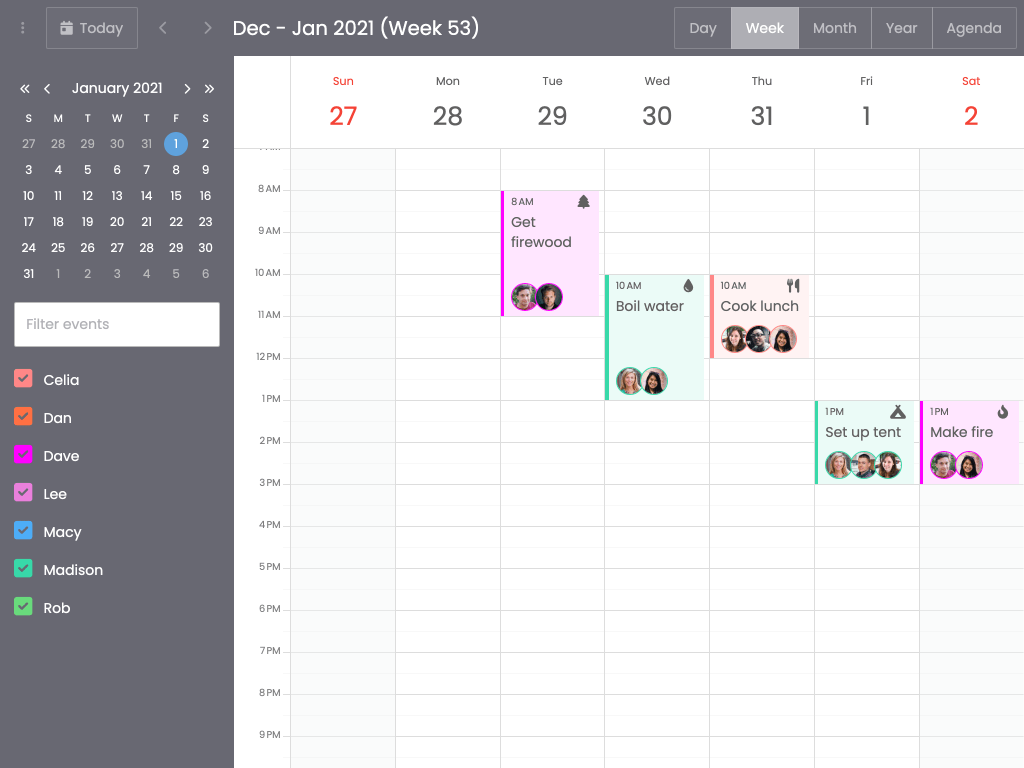 Today
Dec - Jan 2021 (Week 53)
Day Week Month Year Agenda
January 2021
S M T W T F S
27 28 29 30 31 1 2
3 4 5 6 7 8 9
10 11 12 13 14 15 16
17 18 19 20 21 22 23
24 25 26 27 28 29 30
31 1 2 3 4 5 6
Filter events
Celia
Dan
Dave
Lee
Macy
Madison
Rob
Sun Mon Tue Wed Thu Fri Sat
27 28 29 30 31 1 2
8 AM
9 AM
10 AM
11 AM
12 PM
1 PM
2 PM
3 PM
4 PM
5 PM
6 PM
7 PM
8 PM
9 PM
8 AM
Get
firewood
10 AM
Boil water
10 AM
Cook lunch
1 PM
Set up tent
1 PM
Make fire